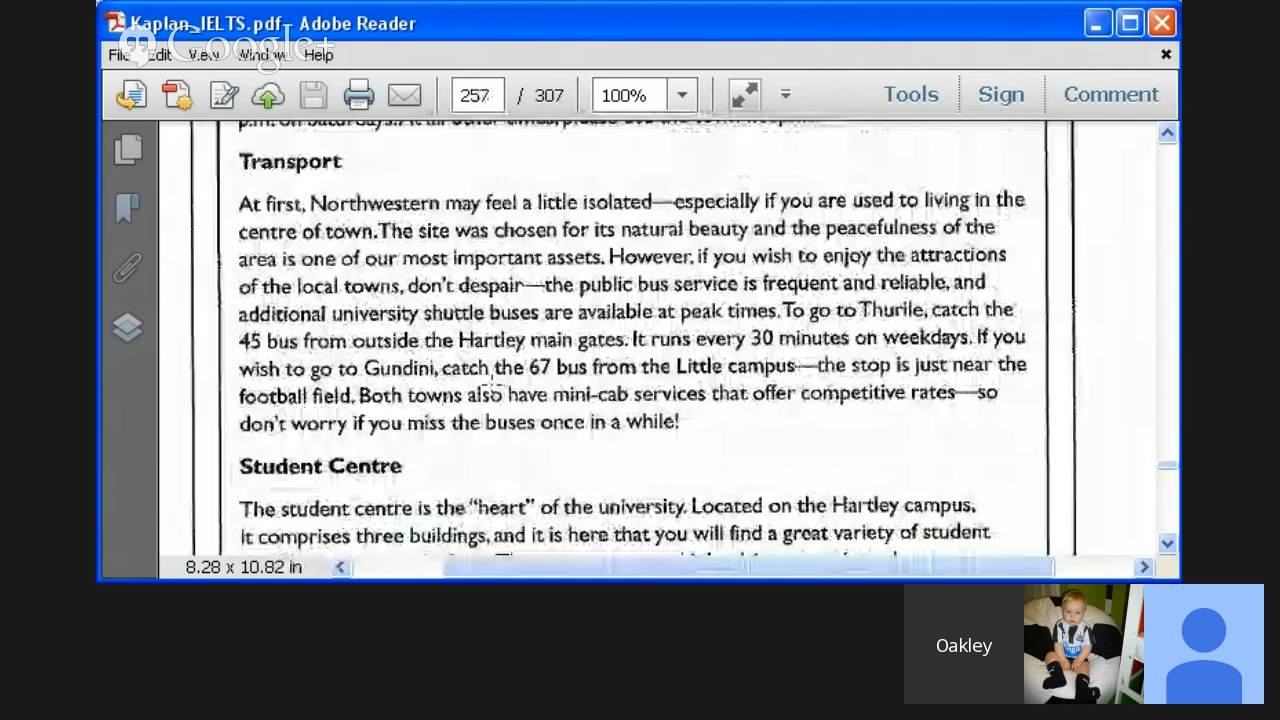 Kaplan_IELTS.pdf - Adobe Reader
Google+
File Edit View Window Help
257 / 307 100% Tools Sign Comment
Transport
At first, Northwestern may feel a little isolated—especially if you are used to living in the
centre of town. The site was chosen for its natural beauty and the peacefulness of the
area is one of our most important assets. However, if you wish to enjoy the attractions
of the local towns, don't despair—the public bus service is frequent and reliable, and
additional university shuttle buses are available at peak times. To go to Thurile, catch the
45 bus from outside the Hartley main gates. It runs every 30 minutes on weekdays. If you
wish to go to Gundini, catch the 67 bus from the Little campus—the stop is just near the
football field. Both towns also have mini-cab services that offer competitive rates—so
don't worry if you miss the buses once in a while!
Student Centre
The student centre is the "heart" of the university. Located on the Hartley campus,
it comprises three buildings, and it is here that you will find a great variety of student
8.28 x 10.82 in
Oakley